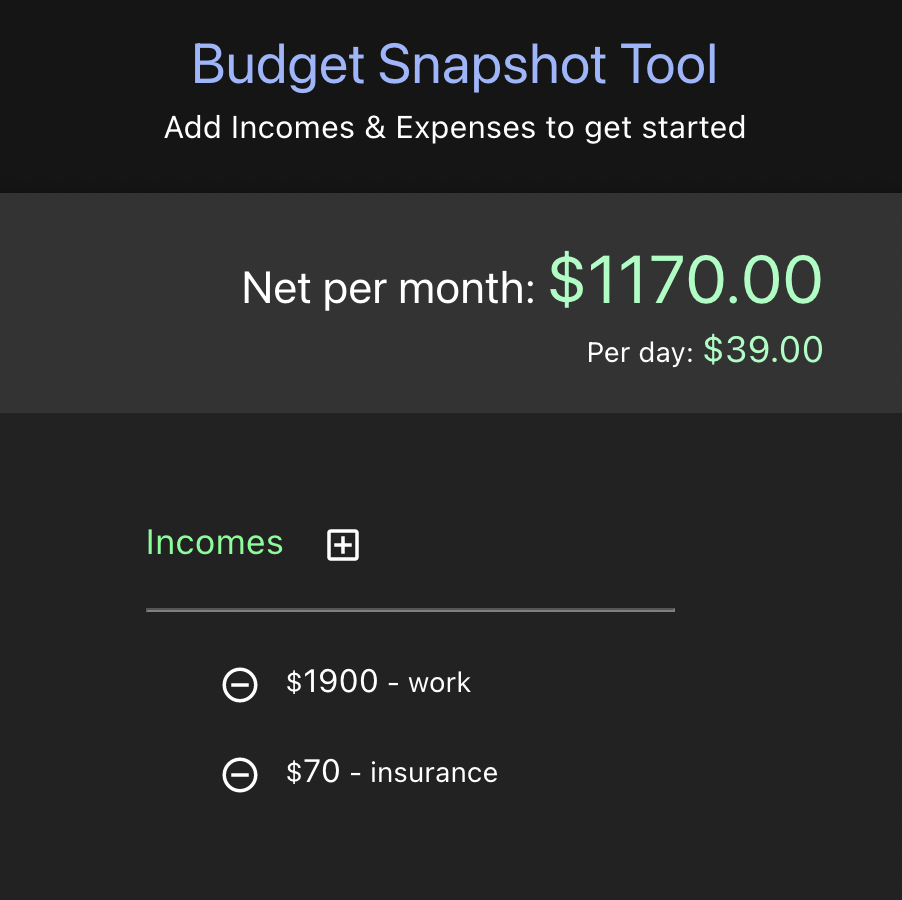 Budget Snapshot Tool
Add Incomes & Expenses to get started
Net per month: $1170.00
Per day: $39.00
Incomes
$1900 - work
$70 - insurance